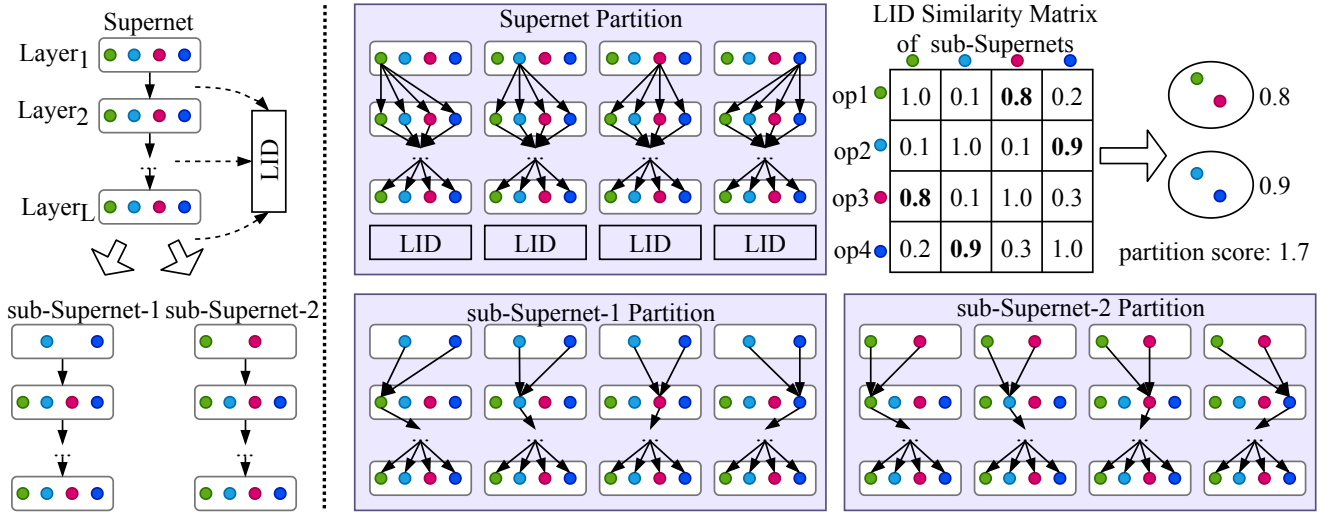 Supernet
Layer1
Layer2
...
LayerL
LID
sub-Supernet-1 sub-Supernet-2
...
...
Supernet Partition
... ... ... ...
LID LID LID LID
LID Similarity Matrix
of sub-Supernets
op1 1.0 0.1 0.8 0.2
op2 0.1 1.0 0.1 0.9
op3 0.8 0.1 1.0 0.3
op4 0.2 0.9 0.3 1.0
0.8
0.9
partition score: 1.7
sub-Supernet-1 Partition
... ... ... ...
sub-Supernet-2 Partition
... ... ... ...